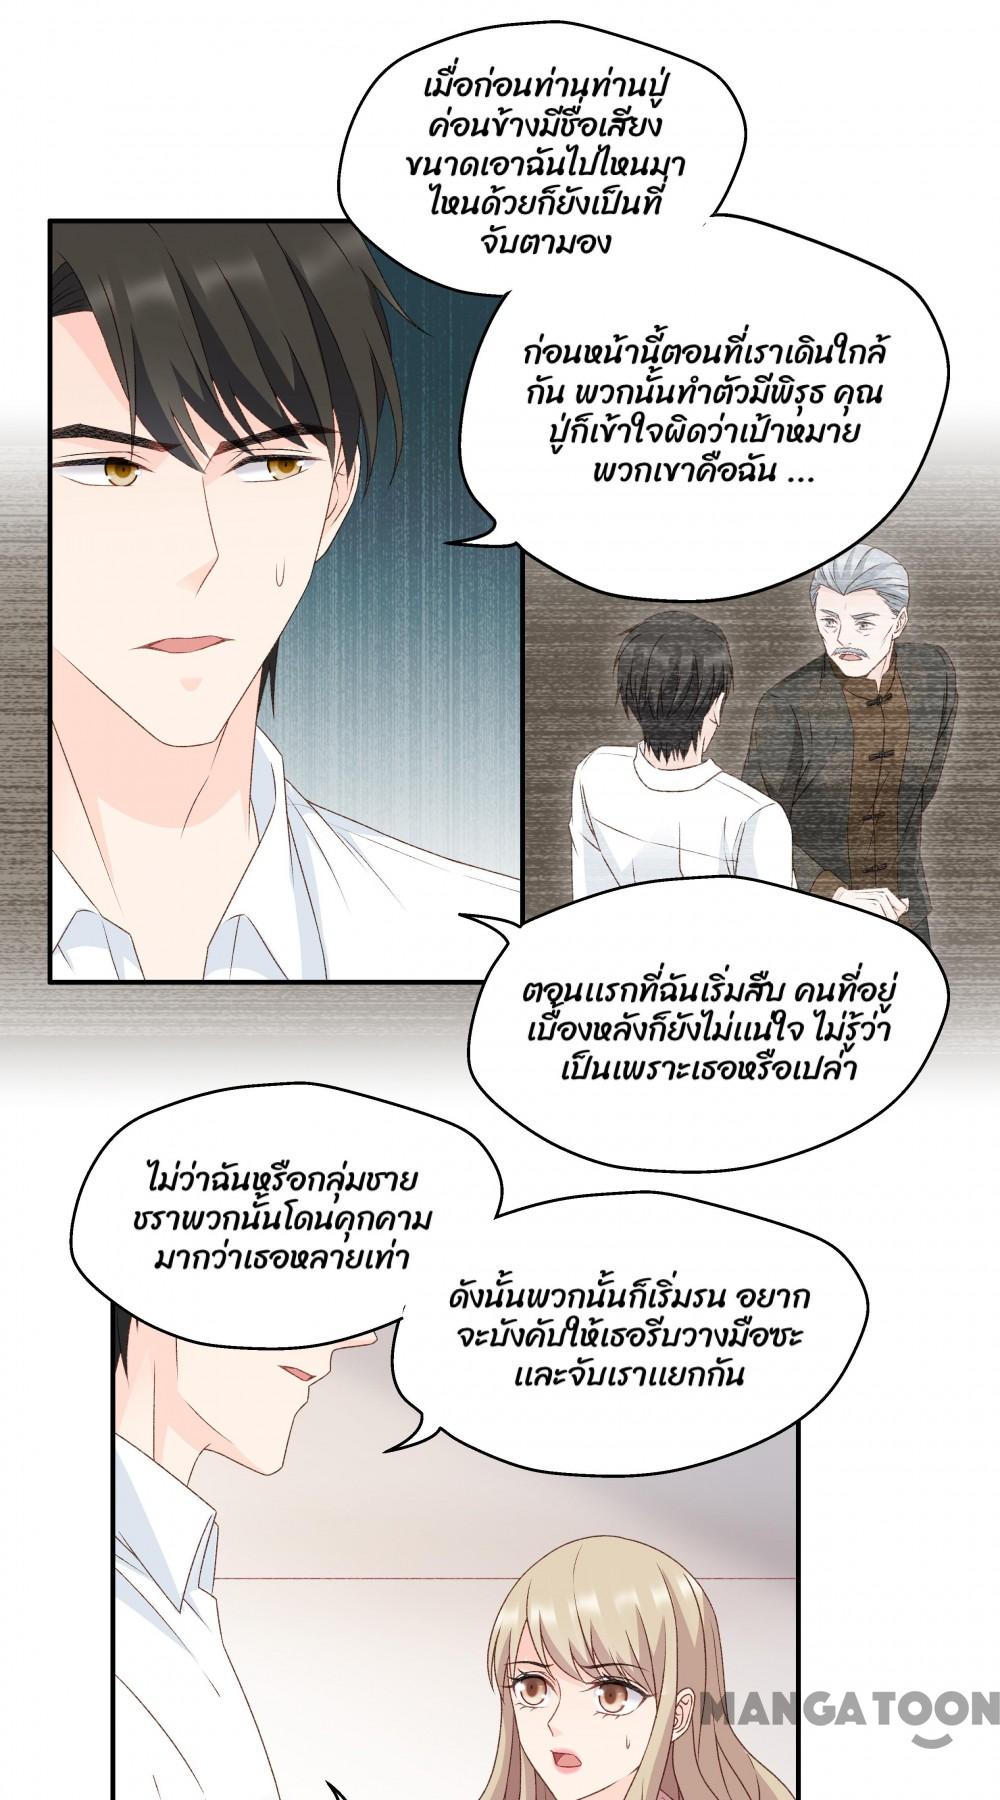 เมื่อก่อนท่านท่านปู่
ค่อนข้างมีชื่อเสียง
ขนาดเอาฉันไปไหนมา
ไหนด้วยก็ยังเป็นที่
จับตามอง
ก่อนหน้านี้ตอนที่เราเดินใกล้
กัน พวกนั้นทำตัวมีพิรุธ คุณ
ปู่ก็เข้าใจผิดว่าเป้าหมาย
พวกเขาคือฉัน ...
ตอนแรกที่ฉันเริ่มสืบ คนที่อยู่
เบื้องหลังก็ยังไม่แน่ใจ ไม่รู้ว่า
เป็นเพราะเธอหรือเปล่า
ไม่ว่าฉันหรือกลุ่มชาย
ชราพวกนั้นโดนคุกคาม
มากว่าเธอหลายเท่า
ดังนั้นพวกนั้นก็เริ่มรน อยาก
จะบังคับให้เธอรีบวางมือซะ
และจับเราแยกกัน
MANGATOON